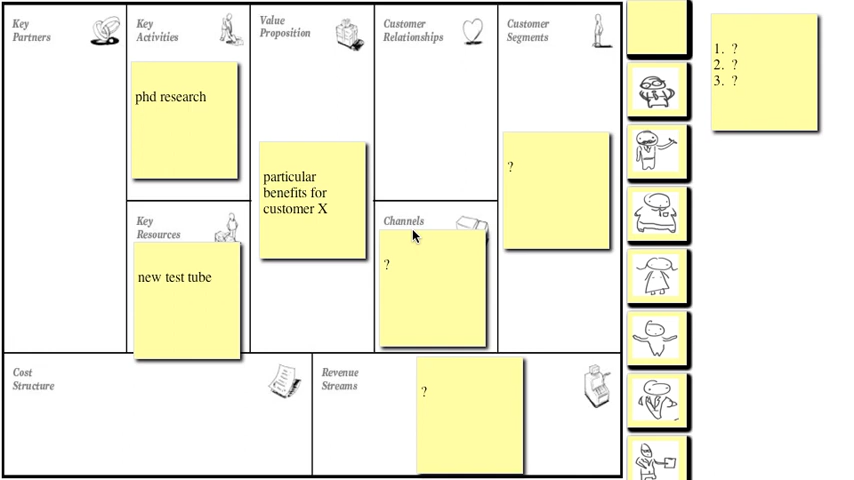 Key
Partners
Key
Activities
Value
Proposition
Customer
Relationships
Customer
Segments
phd research
particular
benefits for
customer X
?
Key
Resources
new test tube
Channels
?
Cost
Structure
Revenue
Streams
?
1. ?
2. ?
3. ?